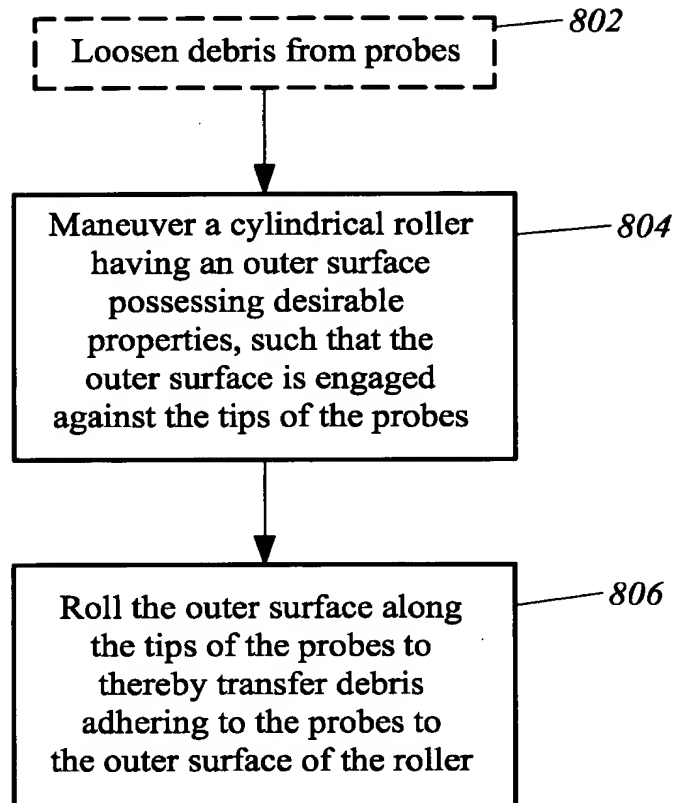 802
Loosen debris from probes
Maneuver a cylindrical roller
having an outer surface
possessing desirable
properties, such that the
outer surface is engaged
against the tips of the probes
804
Roll the outer surface along
the tips of the probes to
thereby transfer debris
adhering to the probes to
the outer surface of the roller
806